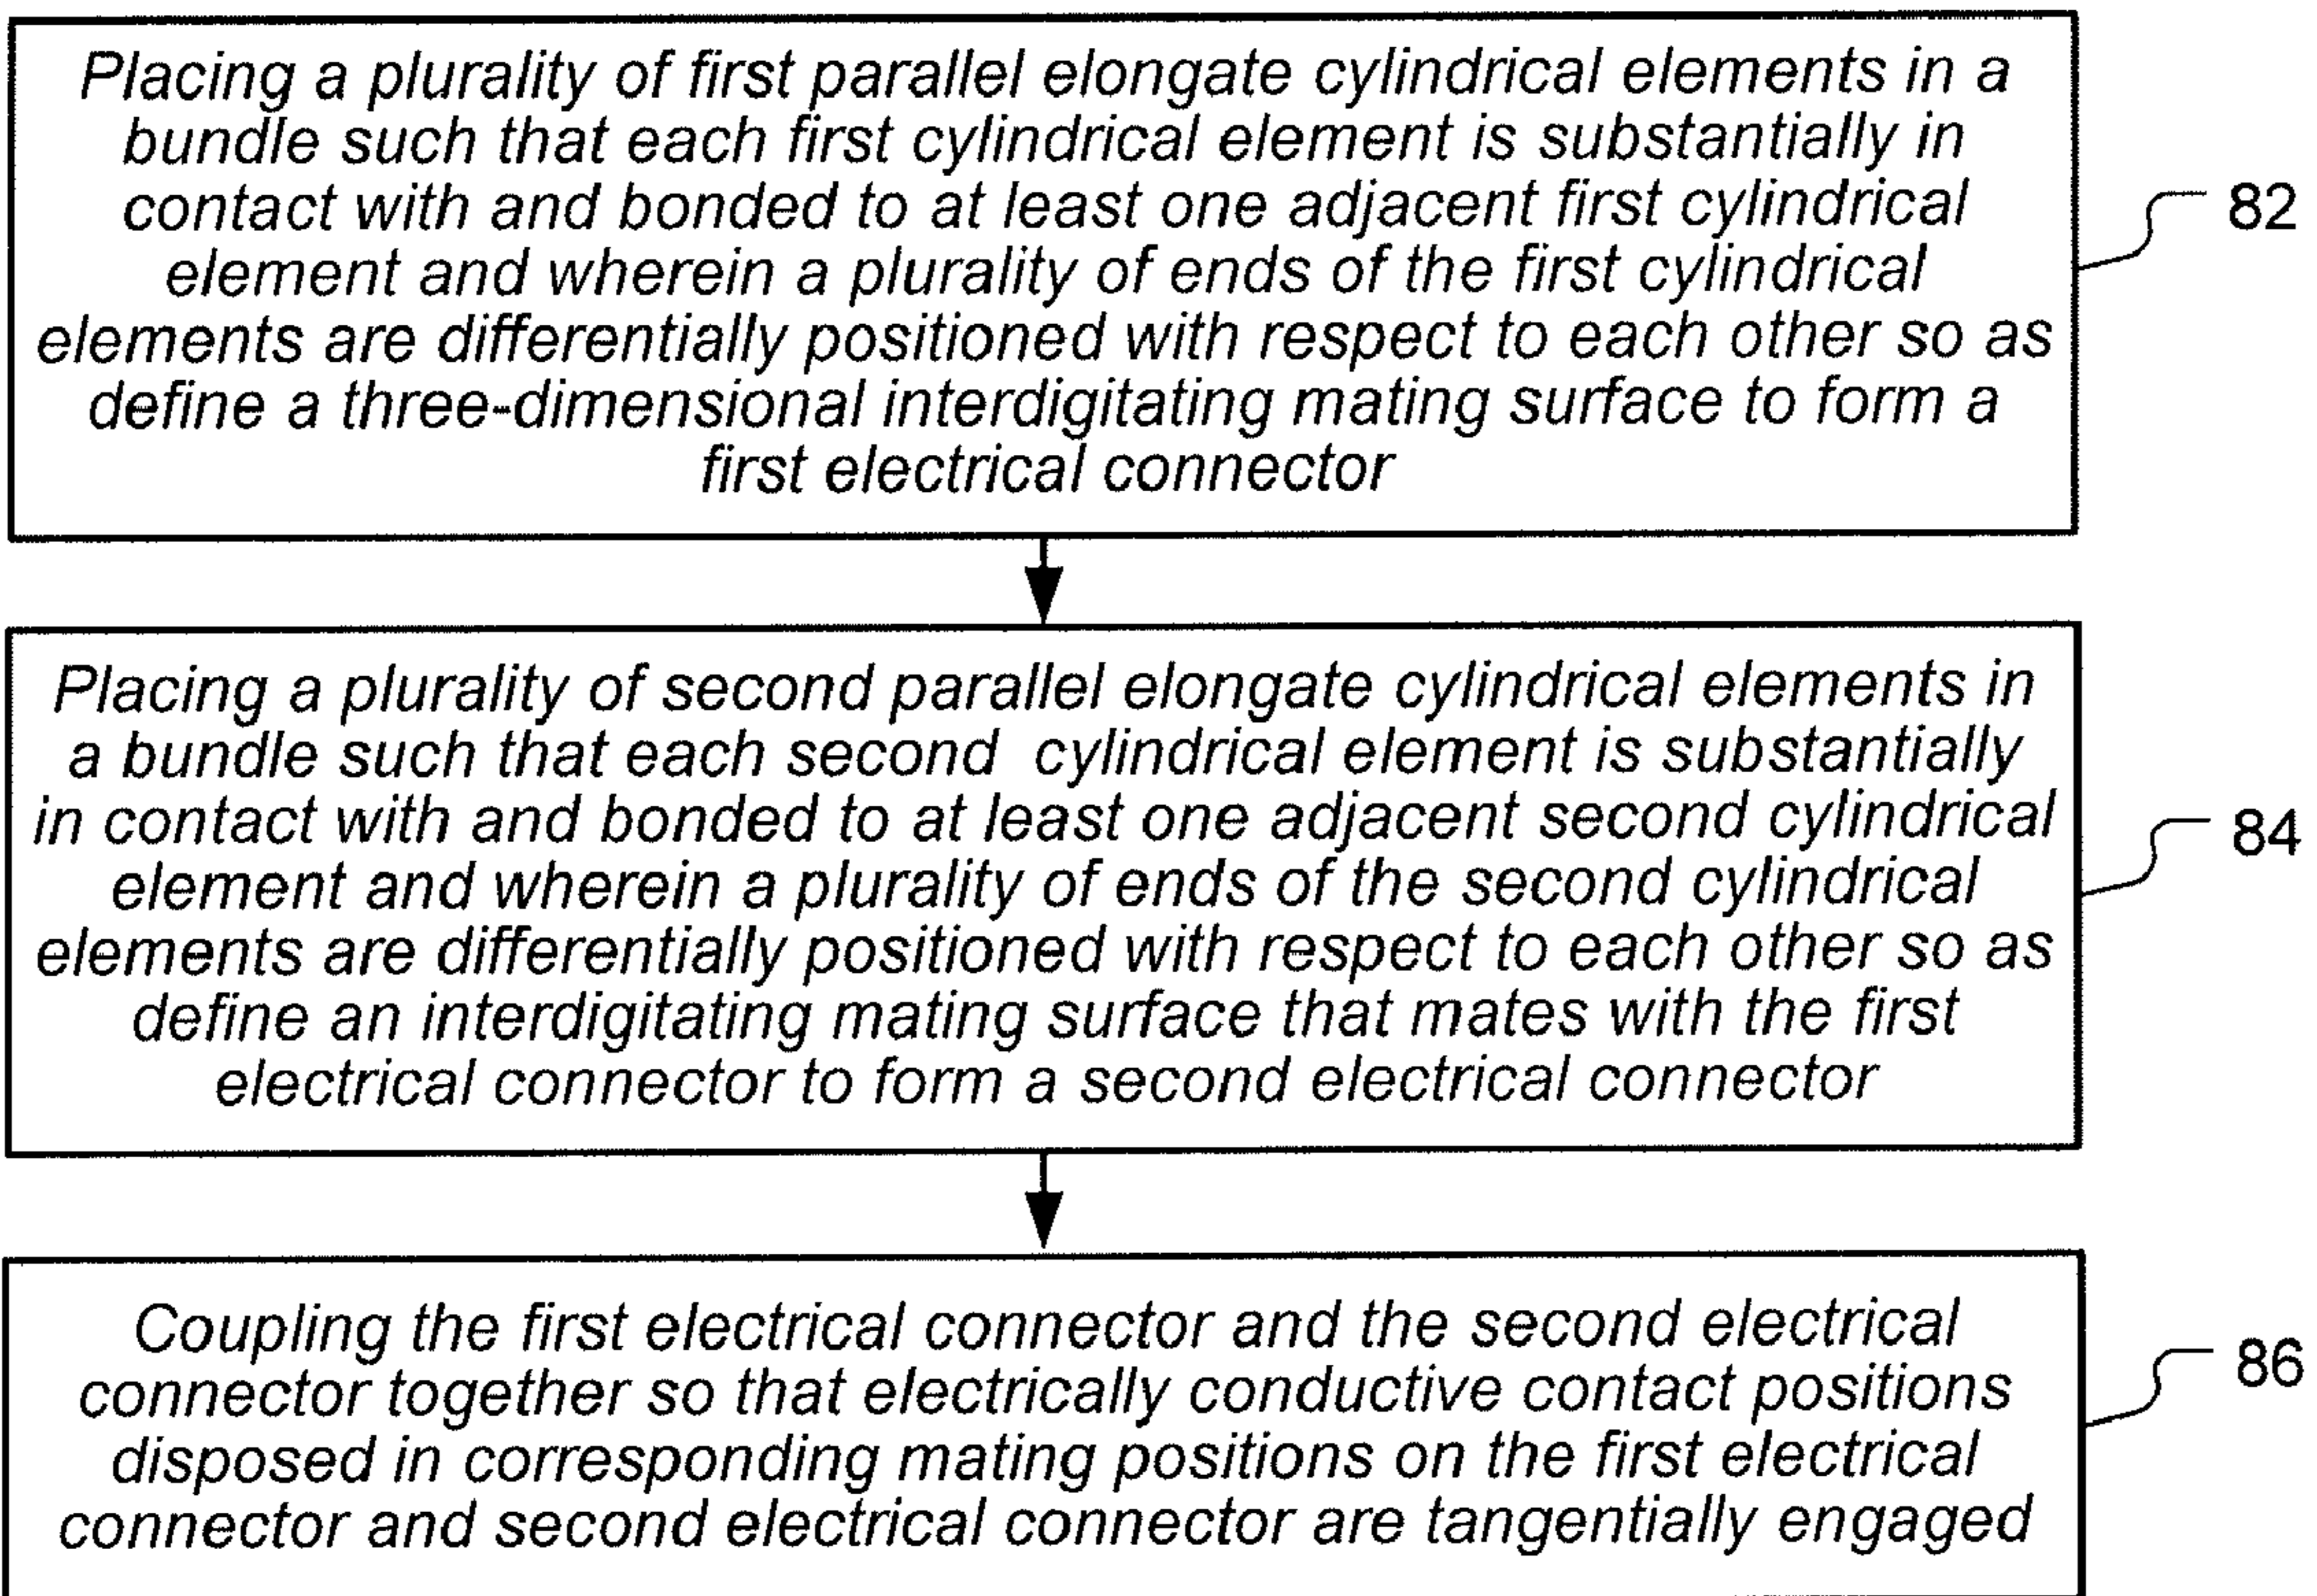 Placing a plurality of first parallel elongate cylindrical elements in a
bundle such that each first cylindrical element is substantially in
contact with and bonded to at least one adjacent first cylindrical
element and wherein a plurality of ends of the first cylindrical
elements are differentially positioned with respect to each other so as
define a three-dimensional interdigitating mating surface to form a
first electrical connector
82
Placing a plurality of second parallel elongate cylindrical elements in
a bundle such that each second cylindrical element is substantially
in contact with and bonded to at least one adjacent second cylindrical
element and wherein a plurality of ends of the second cylindrical
elements are differentially positioned with respect to each other so as
define an interdigitating mating surface that mates with the first
electrical connector to form a second electrical connector
84
Coupling the first electrical connector and the second electrical
connector together so that electrically conductive contact positions
disposed in corresponding mating positions on the first electrical
connector and second electrical connector are tangentially engaged
86